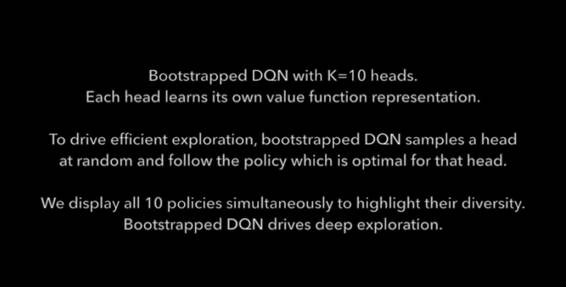 Bootstrapped DQN with K=10 heads.
Each head learns its own value function representation.
To drive efficient exploration, bootstrapped DQN samples a head
at random and follow the policy which is optimal for that head.
We display all 10 policies simultaneously to highlight their diversity.
Bootstrapped DQN drives deep exploration.